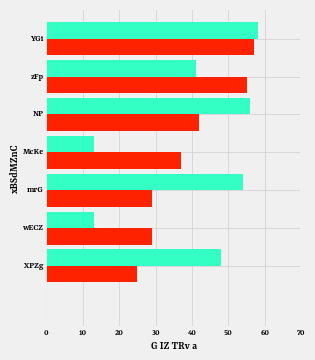 YGi
zFp
NP
McKe
mrG
wECZ
XPZg
xBSdMZnC
0 10 20 30 40 50 60 70
G IZ TRv a